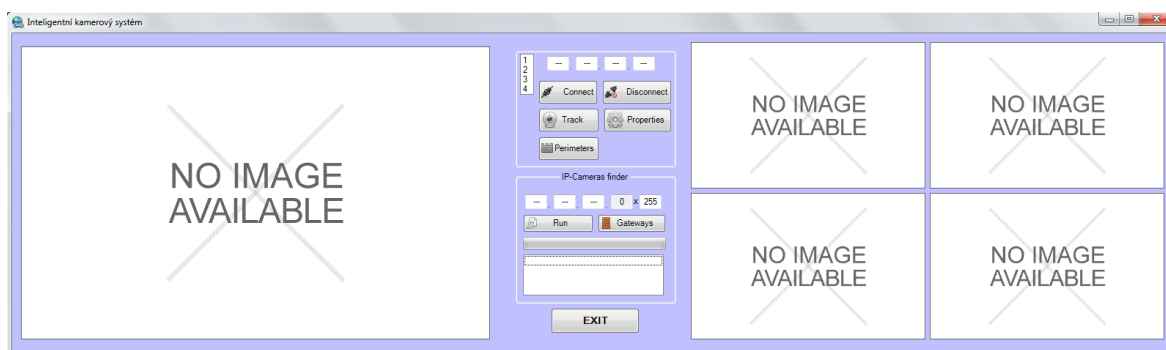 Inteligentní kamerový systém
NO IMAGE
AVAILABLE
1
2
3
4
--- . --- . --- . ---
Connect
Disconnect
Track
Properties
Perimeters
IP-Cameras finder
--- . --- . --- . 0 x 255
Run
Gateways
EXIT
NO IMAGE
AVAILABLE
NO IMAGE
AVAILABLE
NO IMAGE
AVAILABLE
NO IMAGE
AVAILABLE